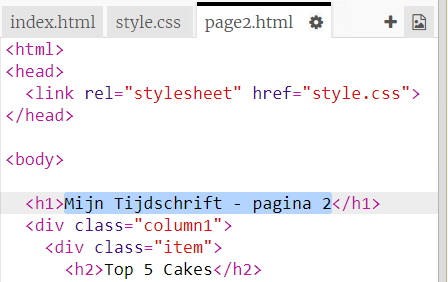 index.html style.css page2.html
<html>
<head>
<link rel="stylesheet" href="style.css">
</head>
<body>
<h1>Mijn Tijdschrift - pagina 2</h1>
<div class="column1">
<div class="item">
<h2>Top 5 Cakes</h2>